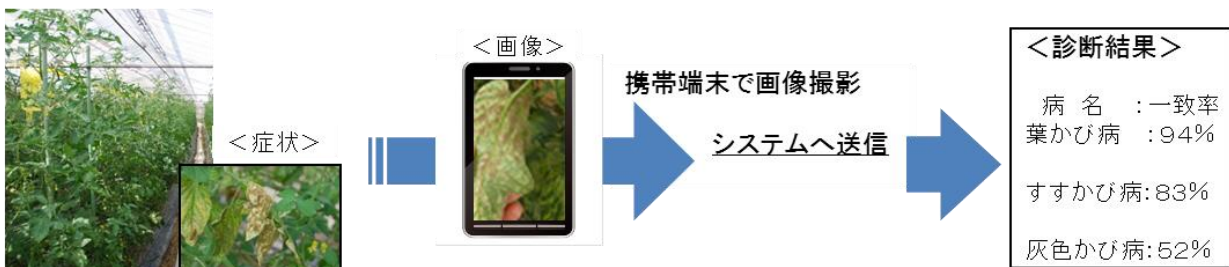 ＜症状＞
＜画像＞
携帯端末で画像撮影
システムへ送信
＜診断結果＞
病 名 ：一致率
葉かび病 ：94%
すすかび病:83%
灰色かび病:52%